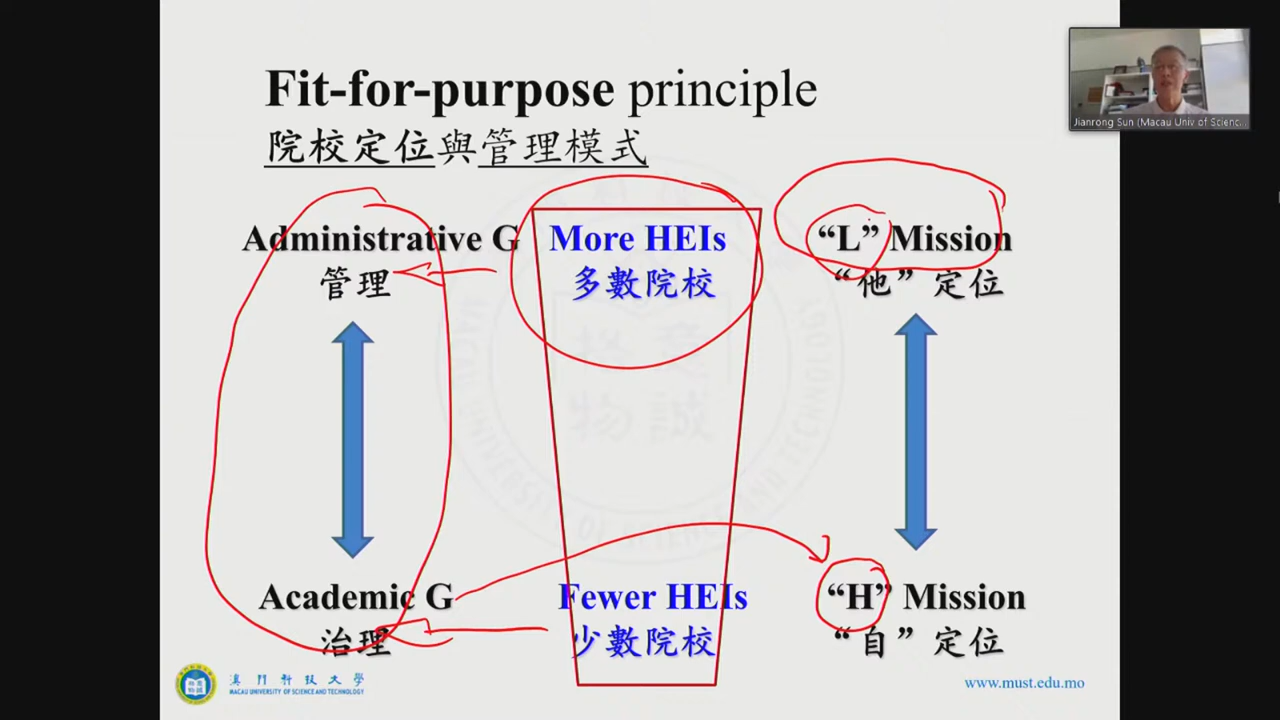 Fit-for-purpose principle
院校定位與管理模式
Jianrong Sun (Macau Univ of Scienc...
Administrative G
管理
More HEIs
多數院校
“L” Mission
“他”定位
Academic G
治理
Fewer HEIs
少數院校
“H” Mission
“自”定位
澳門科技大學
MACAU UNIVERSITY OF SCIENCE AND TECHNOLOGY
www.must.edu.mo